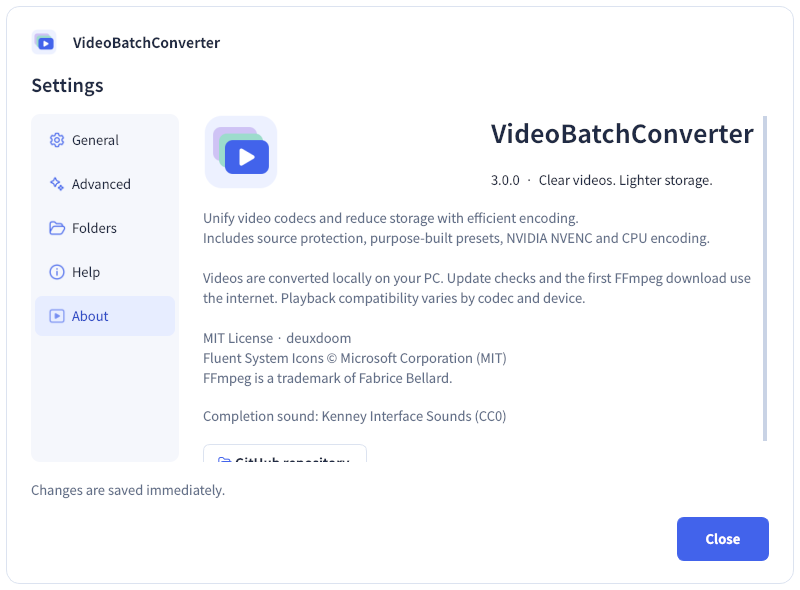 VideoBatchConverter
Settings
General
Advanced
Folders
Help
About
VideoBatchConverter
3.0.0 · Clear videos. Lighter storage.
Unify video codecs and reduce storage with efficient encoding.
Includes source protection, purpose-built presets, NVIDIA NVENC and CPU encoding.
Videos are converted locally on your PC. Update checks and the first FFmpeg download use
the internet. Playback compatibility varies by codec and device.
MIT License · deuxdoom
Fluent System Icons © Microsoft Corporation (MIT)
FFmpeg is a trademark of Fabrice Bellard.
Completion sound: Kenney Interface Sounds (CC0)
GitHub repository
Changes are saved immediately.
Close